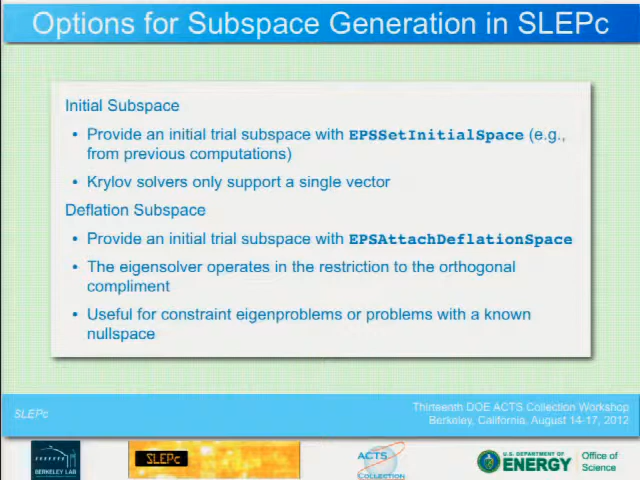 Options for Subspace Generation in SLEPc
Initial Subspace
• Provide an initial trial subspace with EPSSetInitialSpace (e.g.,
from previous computations)
• Krylov solvers only support a single vector
Deflation Subspace
• Provide an initial trial subspace with EPSAttachDeflationSpace
• The eigensolver operates in the restriction to the orthogonal
compliment
• Useful for constraint eigenproblems or problems with a known
nullspace
SLEPc
Thirteenth DOE ACTS Collection Workshop
Berkeley, California, August 14-17, 2012
BERKELEY LAB
SLEPc
ACTS
COLLECTION
U.S. DEPARTMENT OF
ENERGY
Office of
Science